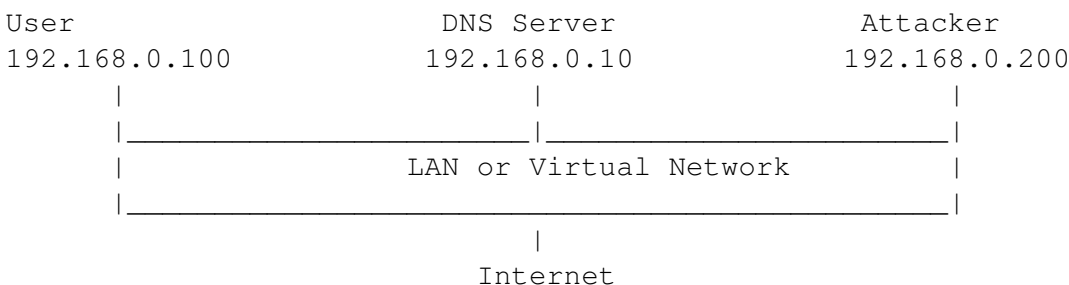 User DNS Server Attacker
192.168.0.100 192.168.0.10 192.168.0.200
LAN or Virtual Network
Internet